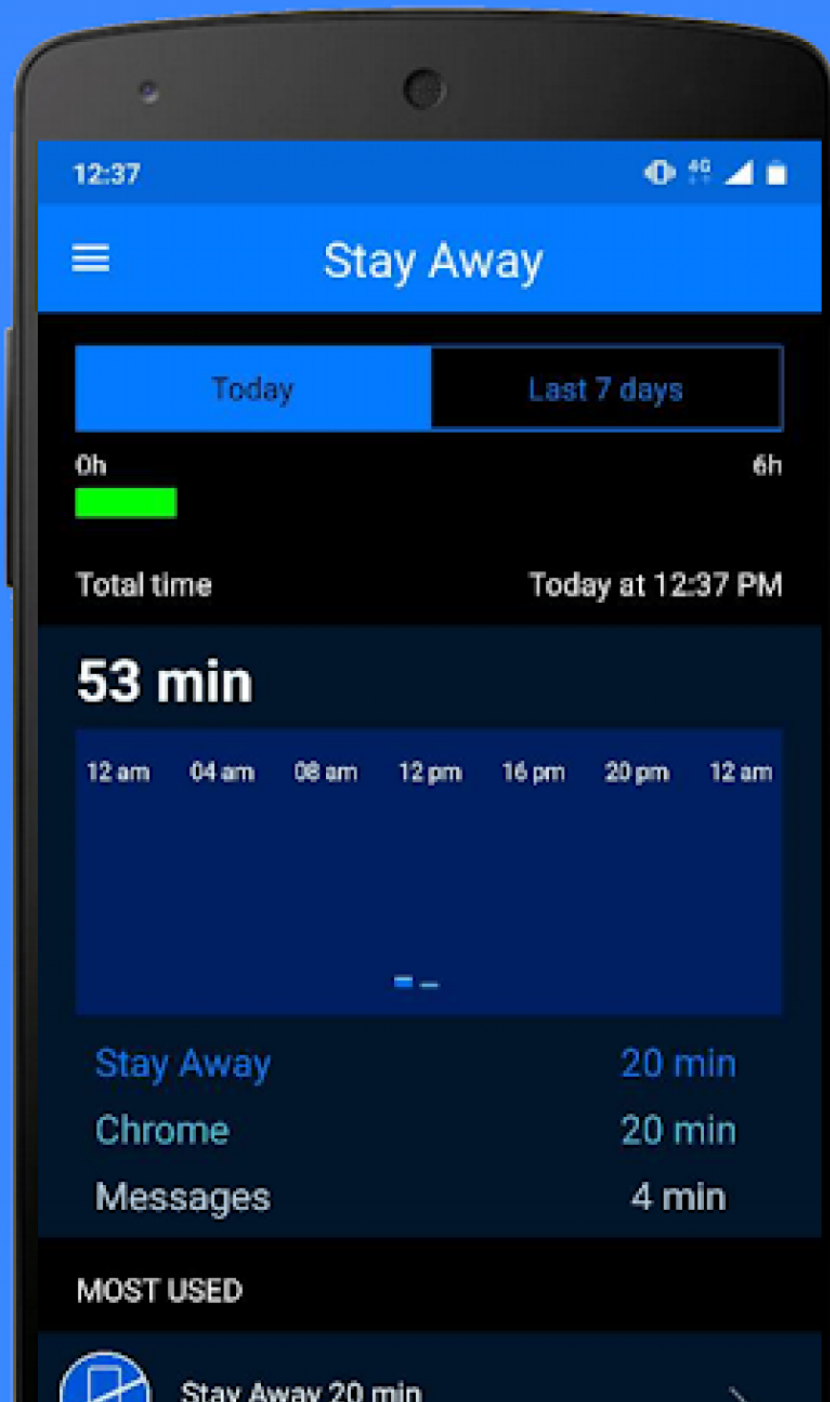 12:37 4G
Stay Away
Today Last 7 days
0h 6h
Total time Today at 12:37 PM
53 min
12 am 04 am 08 am 12 pm 16 pm 20 pm 12 am
Stay Away 20 min
Chrome 20 min
Messages 4 min
MOST USED
Stay Away 20 min